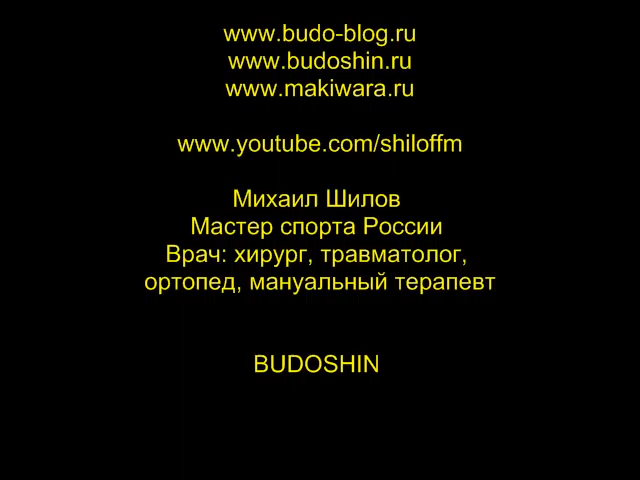 www.budo-blog.ru
www.budoshin.ru
www.makiwara.ru
www.youtube.com/shiloffm
Михаил Шилов
Мастер спорта России
Врач: хирург, травматолог,
ортопед, мануальный терапевт
BUDOSHIN